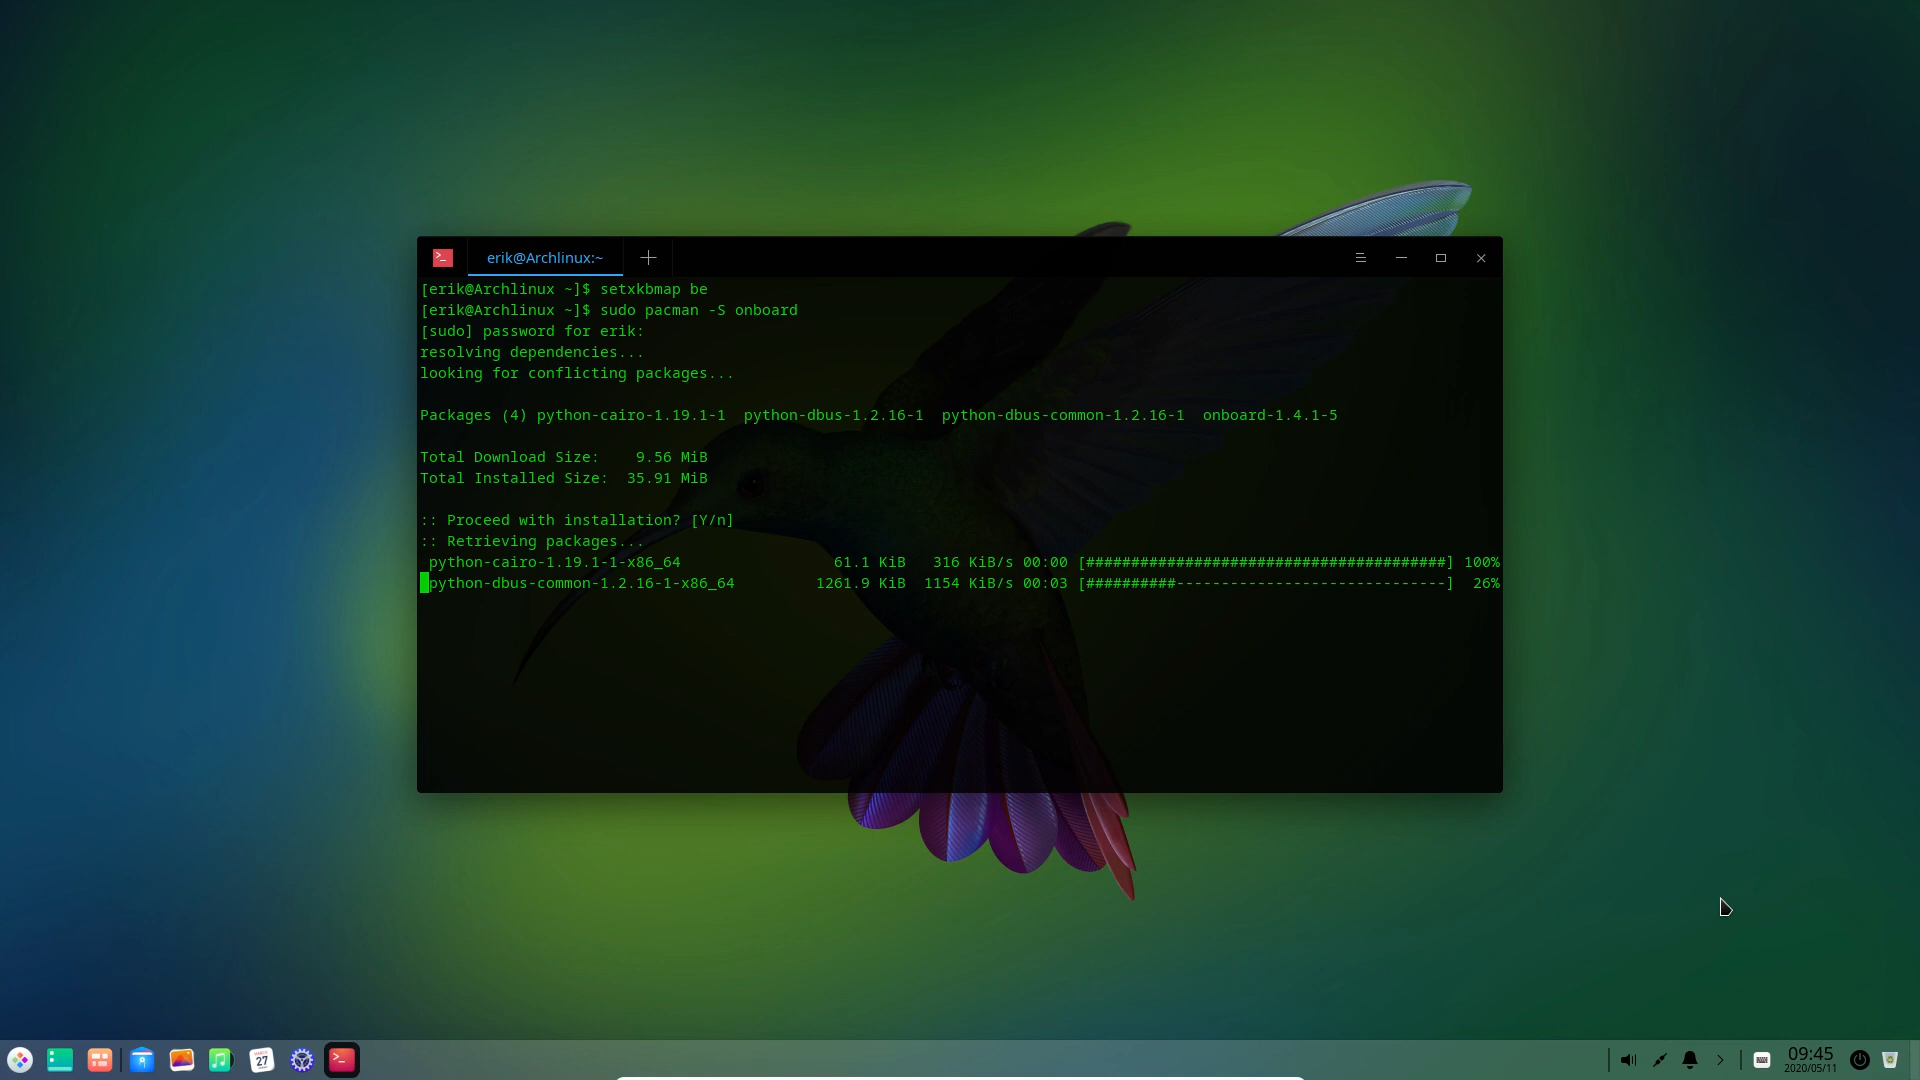 erik@Archlinux:~
[erik@Archlinux ~]$ setxkbmap be
[erik@Archlinux ~]$ sudo pacman -S onboard
[sudo] password for erik:
resolving dependencies...
looking for conflicting packages...
Packages (4) python-cairo-1.19.1-1  python-dbus-1.2.16-1  python-dbus-common-1.2.16-1  onboard-1.4.1-5
Total Download Size:    9.56 MiB
Total Installed Size:  35.91 MiB
:: Proceed with installation? [Y/n]
:: Retrieving packages...
python-cairo-1.19.1-1-x86_64                 61.1 KiB   316 KiB/s 00:00 [########################################] 100%
python-dbus-common-1.2.16-1-x86_64         1261.9 KiB  1154 KiB/s 00:03 [##########------------------------------]  26%
27
09:45
2020/05/11